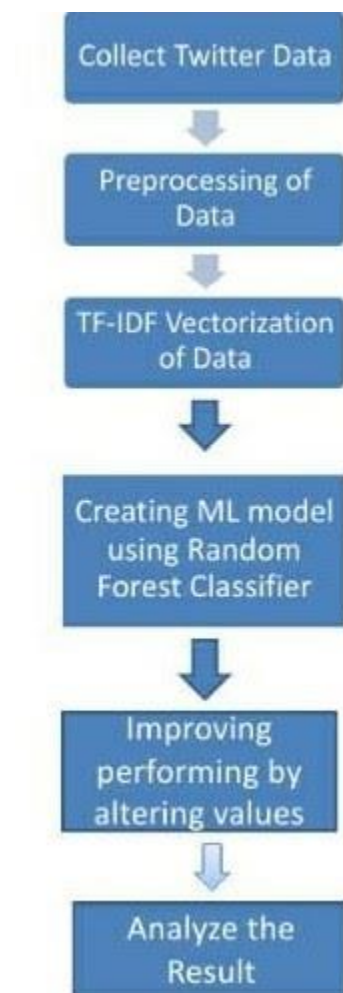 Collect Twitter Data
Preprocessing of
Data
TF-IDF Vectorization
of Data
Creating ML model
using Random
Forest Classifier
Improving
performing by
altering values
Analyze the
Result